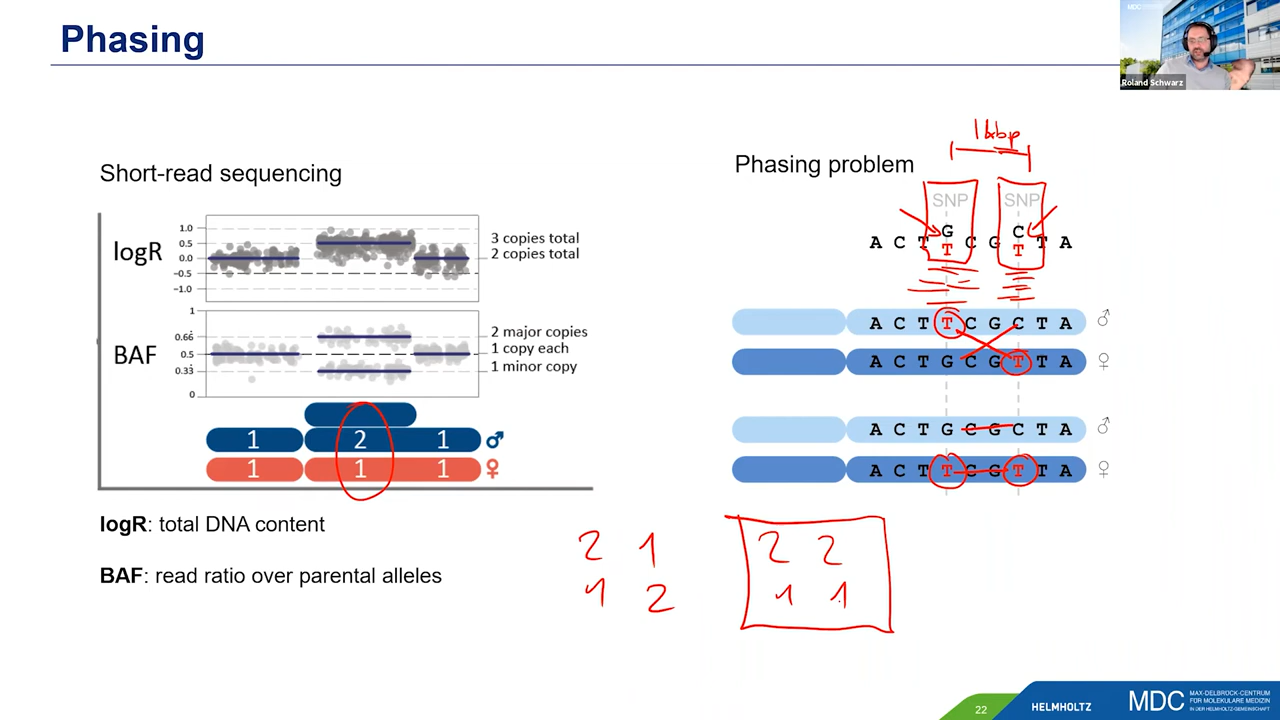 Phasing
MDC
Roland Schwarz
Short-read sequencing
logR
1.0
0.5
0.0
−0.5
−1.0
3 copies total
2 copies total
BAF
1
0.66
0.5
0.33
0
2 major copies
1 copy each
1 minor copy
1 2 1 ♂
1 1 1 ♀
logR: total DNA content
BAF: read ratio over parental alleles
1kbp
Phasing problem
SNP SNP
G C
A C T C G T A
T T
A C T T C G C T A ♂
A C T G C G T T A ♀
A C T G C G C T A ♂
A C T T C G T T A ♀
2 1 2 2
1 2 1 1
22
HELMHOLTZ
MDC
MAX-DELBRÜCK-CENTRUM
FÜR MOLEKULARE MEDIZIN
IN DER HELMHOLTZ-GEMEINSCHAFT